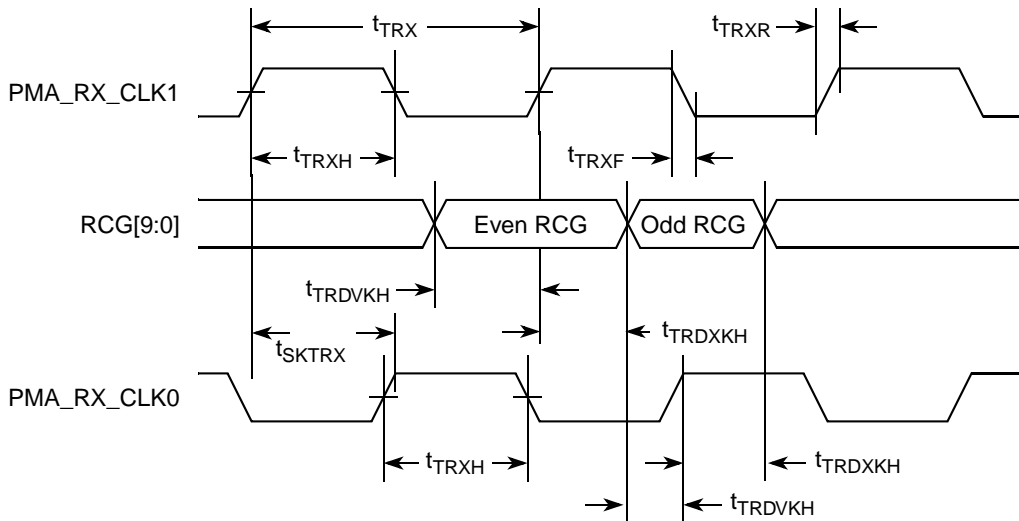 tTRX
tTRXR
PMA_RX_CLK1
tTRXH
tTRXF
RCG[9:0]
Even RCG
Odd RCG
tTRDVKH
tTRDXKH
tSKTRX
PMA_RX_CLK0
tTRXH
tTRDXKH
tTRDVKH